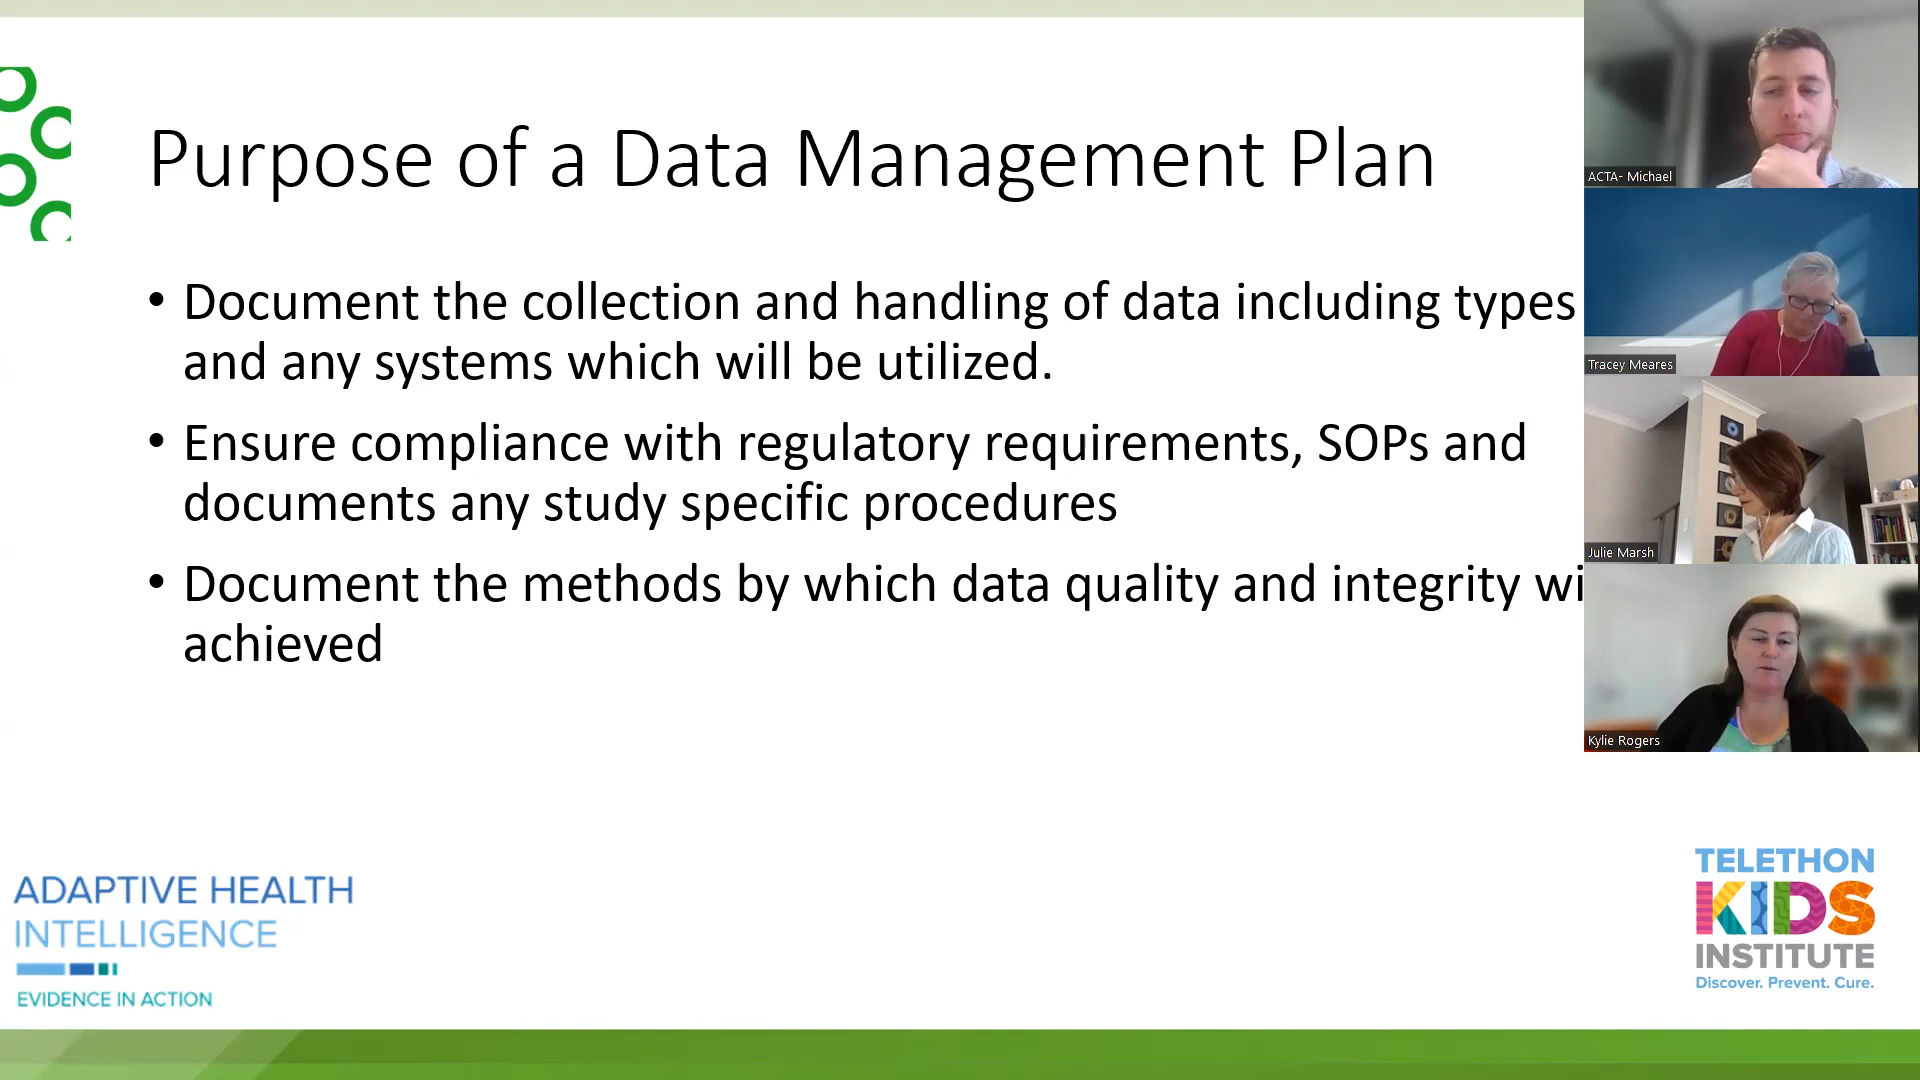 Purpose of a Data Management Plan
• Document the collection and handling of data including types
and any systems which will be utilized.
• Ensure compliance with regulatory requirements, SOPs and
documents any study specific procedures
• Document the methods by which data quality and integrity
achieved
ACTA- Michael
Tracey Meares
Julie Marsh
Kylie Rogers
ADAPTIVE HEALTH
INTELLIGENCE
EVIDENCE IN ACTION
TELETHON
KIDS
INSTITUTE
Discover. Prevent. Cure.